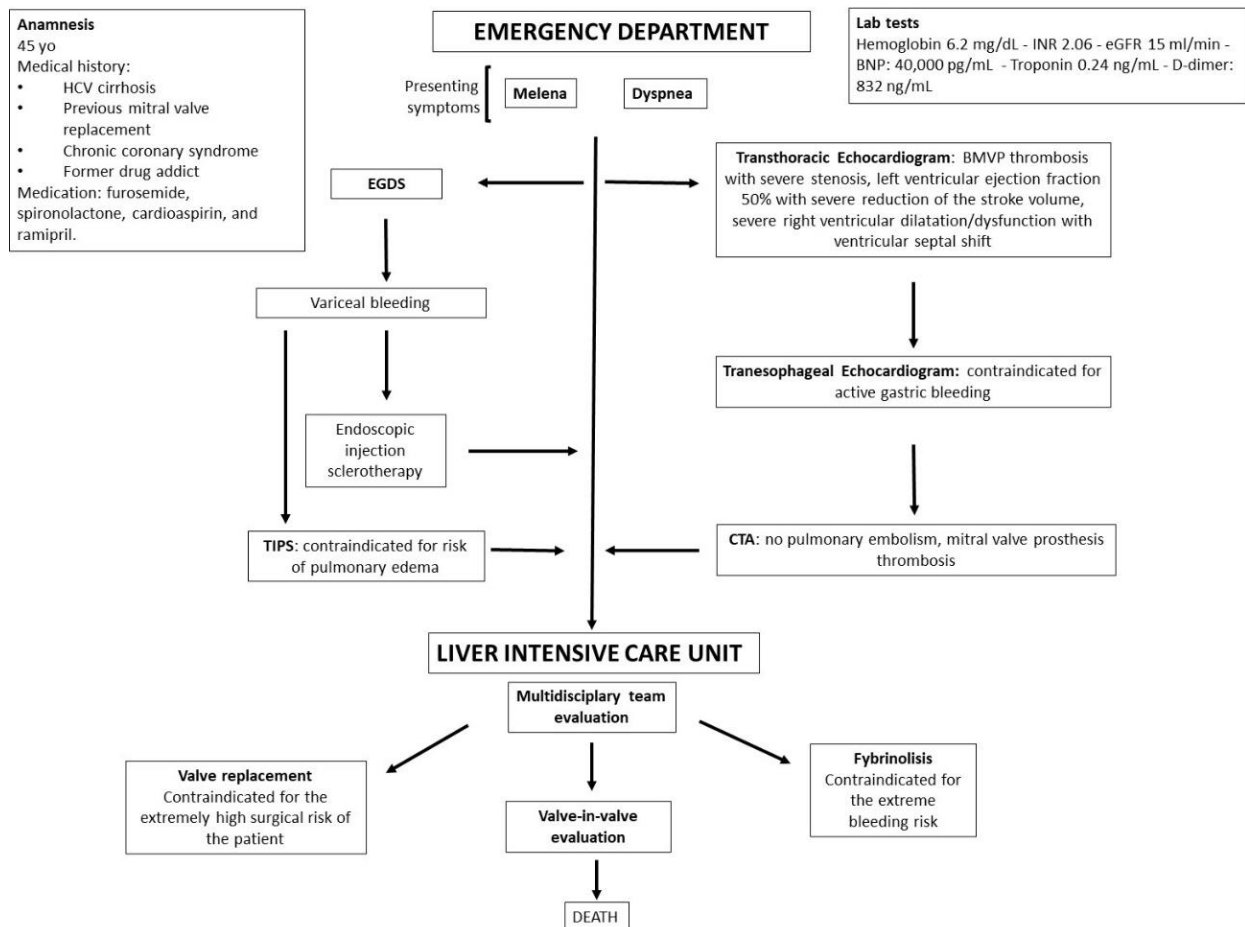 Anamnesis
45 yo
Medical history:
• HCV cirrhosis
• Previous mitral valve
replacement
• Chronic coronary syndrome
• Former drug addict
Medication: furosemide,
spironolactone, cardioaspirin, and
ramipril.
EMERGENCY DEPARTMENT
Presenting
symptoms
Melena
Dyspnea
Lab tests
Hemoglobin 6.2 mg/dL - INR 2.06 - eGFR 15 ml/min -
BNP: 40,000 pg/mL - Troponin 0.24 ng/mL - D-dimer:
832 ng/mL
EGDS
Transthoracic Echocardiogram: BMVP thrombosis
with severe stenosis, left ventricular ejection fraction
50% with severe reduction of the stroke volume,
severe right ventricular dilatation/dysfunction with
ventricular septal shift
Variceal bleeding
Tranesophageal Echocardiogram: contraindicated for
active gastric bleeding
Endoscopic
injection
sclerotherapy
TIPS: contraindicated for risk
of pulmonary edema
CTA: no pulmonary embolism, mitral valve prosthesis
thrombosis
LIVER INTENSIVE CARE UNIT
Multidisciplary team
evaluation
Valve replacement
Contraindicated for the
extremely high surgical risk of
the patient
Valve-in-valve
evaluation
Fybrinolisis
Contraindicated for
the extreme
bleeding risk
DEATH